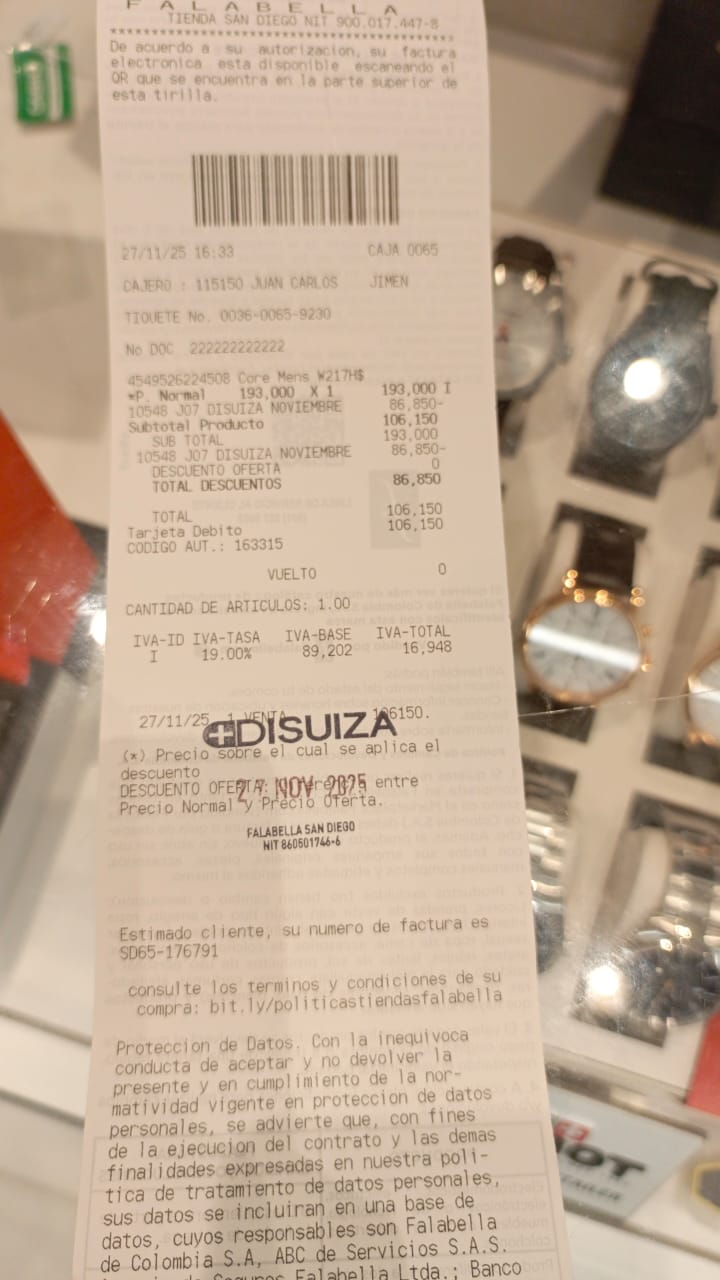 FALABELLA
TIENDA SAN DIEGO NIT 900.017.447-8
De acuerdo a su autorizacion, su factura
electronica esta disponible escaneando el
QR que se encuentra en la parte superior de
esta tirilla.
27/11/25 16:33 CAJA 0065
CAJERO : 115150 JUAN CARLOS JIMEN
TIQUETE No. 0036-0065-9230
No DOC 222222222222
4549526224508 Core Mens W217H$
*P. Normal 193,000 X 1 193,000 I
10548 J07 DISUIZA NOVIEMBRE 86,850-
Subtotal Producto 106,150
SUB TOTAL 193,000
10548 J07 DISUIZA NOVIEMBRE 86,850-
DESCUENTO OFERTA 0
TOTAL DESCUENTOS 86,850
TOTAL 106,150
Tarjeta Debito 106,150
CODIGO AUT.: 163315
VUELTO 0
CANTIDAD DE ARTICULOS: 1.00
IVA-ID IVA-TASA IVA-BASE IVA-TOTAL
I 19.00% 89,202 16,948
27/11/25 1 VENTA 106150.
DISUIZA
(*) Precio sobre el cual se aplica el
descuento
DESCUENTO OFERTA: entre
27 NOV 2025
Precio Normal y Precio Oferta.
FALABELLA SAN DIEGO
NIT 860501746-6
Estimado cliente, su numero de factura es
SD65-176791
consulte los terminos y condiciones de su
compra: bit.ly/politicastiendasfalabella
Proteccion de Datos. Con la inequivoca
conducta de aceptar y no devolver la
presente y en cumplimiento de la nor-
matividad vigente en proteccion de datos
personales, se advierte que, con fines
de la ejecucion del contrato y las demas
finalidades expresadas en nuestra poli-
tica de tratamiento de datos personales,
sus datos se incluiran en una base de
datos, cuyos responsables son Falabella
de Colombia S.A, ABC de Servicios S.A.S.
Seguros Falabella Ltda.; Banco